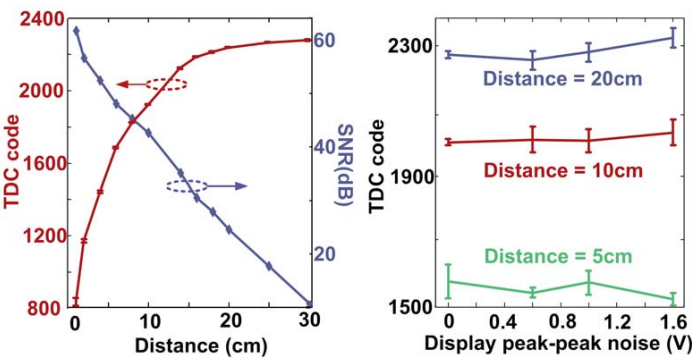 2400
2000
1600
1200
800
TDC code
0
10
20
30
Distance (cm)
60
40
20
SNR(dB)
2300
1900
1500
TDC code
Distance = 20cm
Distance = 10cm
Distance = 5cm
0
0.4
0.8
1.2
1.6
Display peak-peak noise (V)